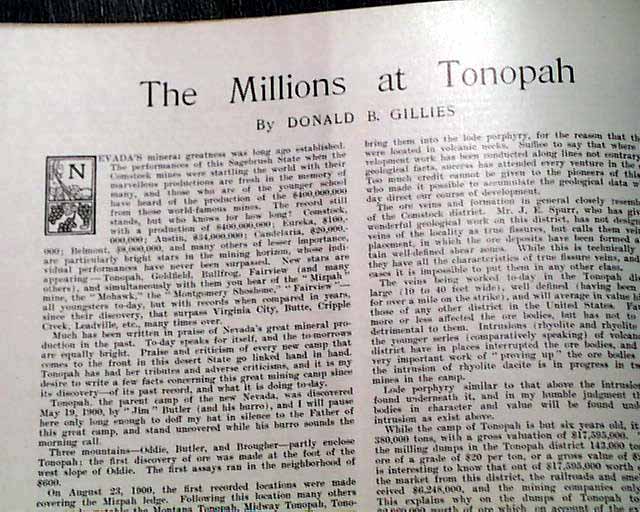 The Millions at Tonopah
By DONALD B. GILLIES
NEVADA'S mineral greatness was long ago established.
The performances of this Sagebrush State when the
Comstock mines were startling the world with their
marvelous productions are fresh in the memory of
many, and those who are of the younger school
have heard of the production of the $400,000,000
from those world-famous mines. The record still
stands, but who knows for how long! Comstock,
with a production of $400,000,000; Eureka, $100,-
000,000; Austin, $54,000,000; Candelaria, $20,000,-
000; Belmont, $8,000,000, and many others of lesser importance,
are particularly bright stars in the mining horizon, whose indi-
vidual performances have never been surpassed. New stars are
appearing—Tonopah, Goldfield, Bullfrog, Fairview (and many
others), and simultaneously with them you hear of the "Mizpah"
mine, the "Mohawk," the "Montgomery Shoshone," "Fairview"—
all youngsters to-day, but with records when compared in years,
since their discovery, that surpass Virginia City, Butte, Cripple
Creek, Leadville, etc., many times over.
Much has been written in praise of Nevada's great mineral pro-
duction in the past. To-day speaks for itself, and the to-morrows
are equally bright. Praise and criticism of every new camp that
comes to the front in this desert State go linked hand in hand.
Tonopah has had her tributes and adverse criticisms, and it is my
desire to write a few facts concerning this great mining camp since
its discovery—of its past record, and what it is doing to-day.
Tonopah, the parent camp of the new Nevada, was discovered
May 19, 1900, by "Jim" Butler (and his burro), and I will pause
here only long enough to doff my hat in silence to the Father of
this great camp, and stand uncovered while his burro sounds the
morning call.
Three mountains—Oddie, Butler, and Brougher—partly enclose
Tonopah; the first discovery of ore was made at the foot of the
west slope of Oddie. The first assays ran in the neighborhood of
$600.
On August 23, 1900, the first recorded locations were made
covering the Mizpah ledge. Following this location many others
the Montana Tonopah, Midway Tonopah, Tono-
bring them into the lode porphyry, for the reason that
were located in volcanic necks. Suffice to say that where
velopment work has been conducted along lines not contrar
geological facts, success has attended every venture in the
Too much credit cannot be given to the pioneers of this
who made it possible to accumulate the geological data
day direct our course of development.
The ore veins and formation in general closely resemb
of the Comstock district. Mr. J. E. Spurr, who has giv
wonderful geological work on this district, has not desig
veins of the locality as true fissures, but calls them vei
placement, in which the ore deposits have been formed
tain well-defined shear zones. While this is technically
they have all the characteristics of true fissure veins, and
cases it is impossible to put them in any other class.
The veins being worked to-day in the Tonopah di
large (10 to 40 feet wide), well defined (having been
for over a mile on the strike), and will average in value
those of any other district in the United States. Fau
more or less affected the ore bodies, but has not
detrimental to them. Intrusions (rhyolite and rhyolite
the younger series (comparatively speaking) of volcan
district have in places interrupted the ore bodies, and
very important work of "proving up" the ore bodies
the intrusion of rhyolite dacite is in progress in tw
mines in the camp.
Lode porphyry similar to that above the intrusion
found underneath it, and in my humble judgment th
bodies in character and value will be found und
intrusion as exist above.
While the camp of Tonopah is but six years old, it
380,000 tons, with a gross valuation of $17,595,000.
the milling dumps in the Tonopah district 143,000 ton
ore of a grade of $20 per ton, or a gross value of $2
is interesting to know that out of $17,595,000 worth
the market from this district, the railroads and sme
ceived $6,248,000, and the mining companies only
This explains why on the dumps of Tonopah to
worth of ore which, on account of the